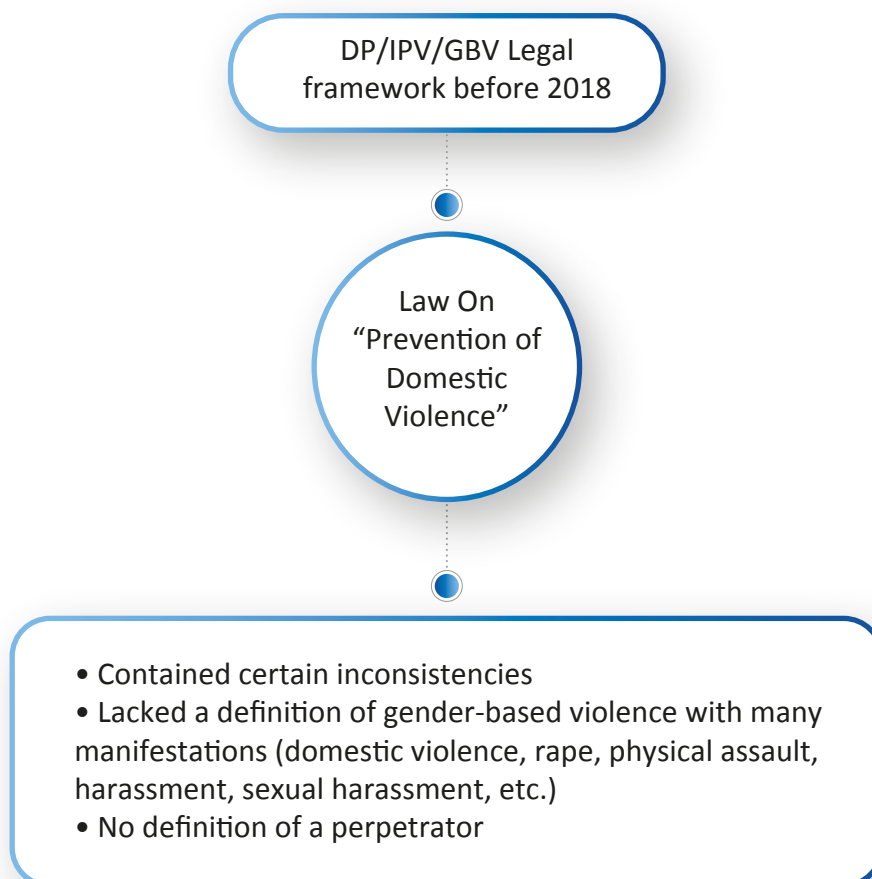 DP/IPV/GBV Legal
framework before 2018
Law On
“Prevention of
Domestic
Violence”
• Contained certain inconsistencies
• Lacked a definition of gender-based violence with many
manifestations (domestic violence, rape, physical assault,
harassment, sexual harassment, etc.)
• No definition of a perpetrator